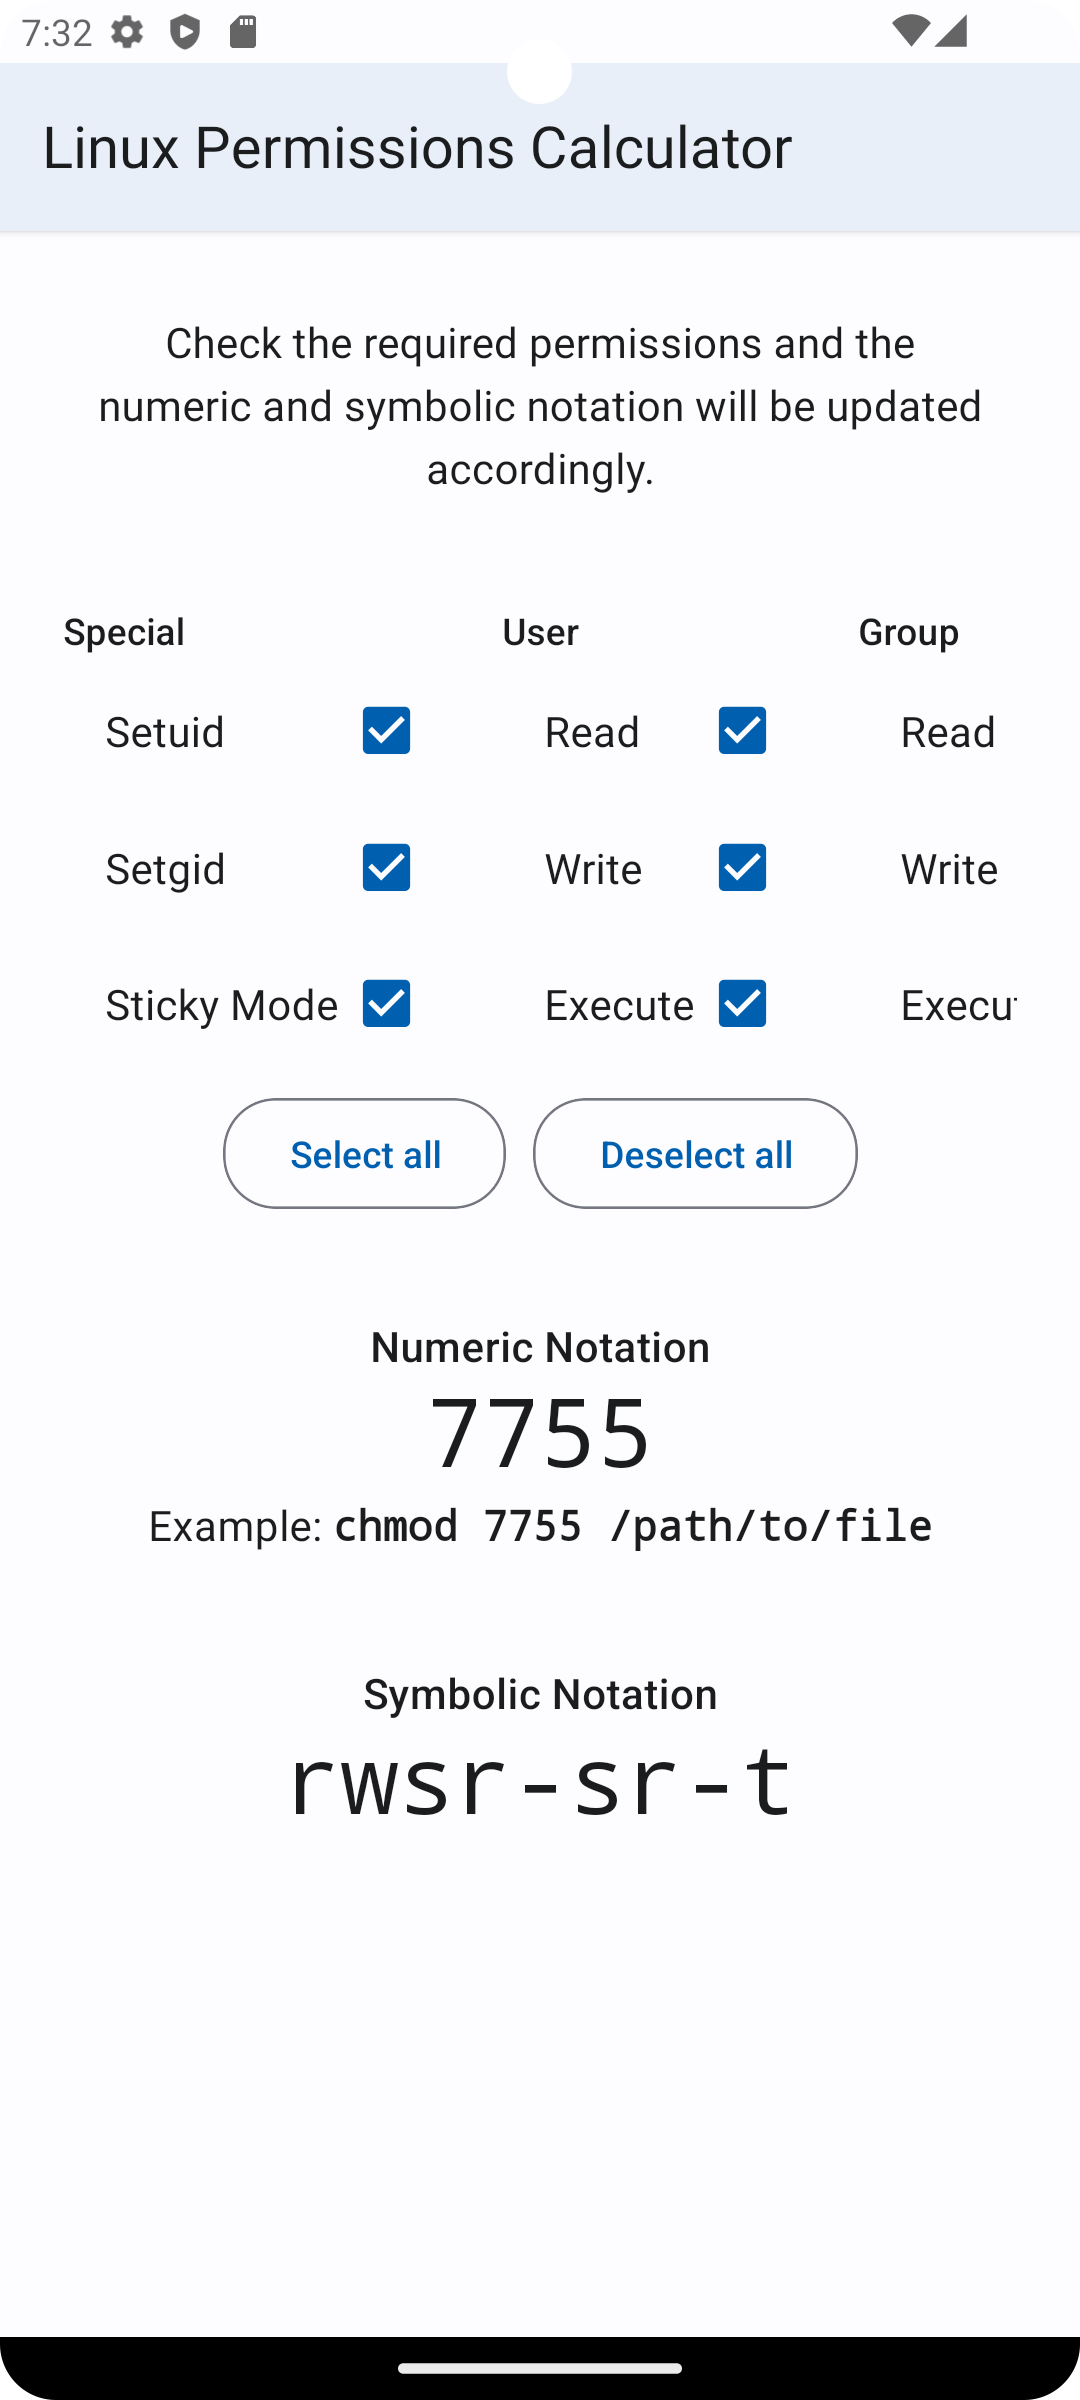 7:32
Linux Permissions Calculator
Check the required permissions and the
numeric and symbolic notation will be updated
accordingly.
Special User Group
Setuid Read Read
Setgid Write Write
Sticky Mode Execute Execu
Select all Deselect all
Numeric Notation
7755
Example: chmod 7755 /path/to/file
Symbolic Notation
rwsr-sr-t